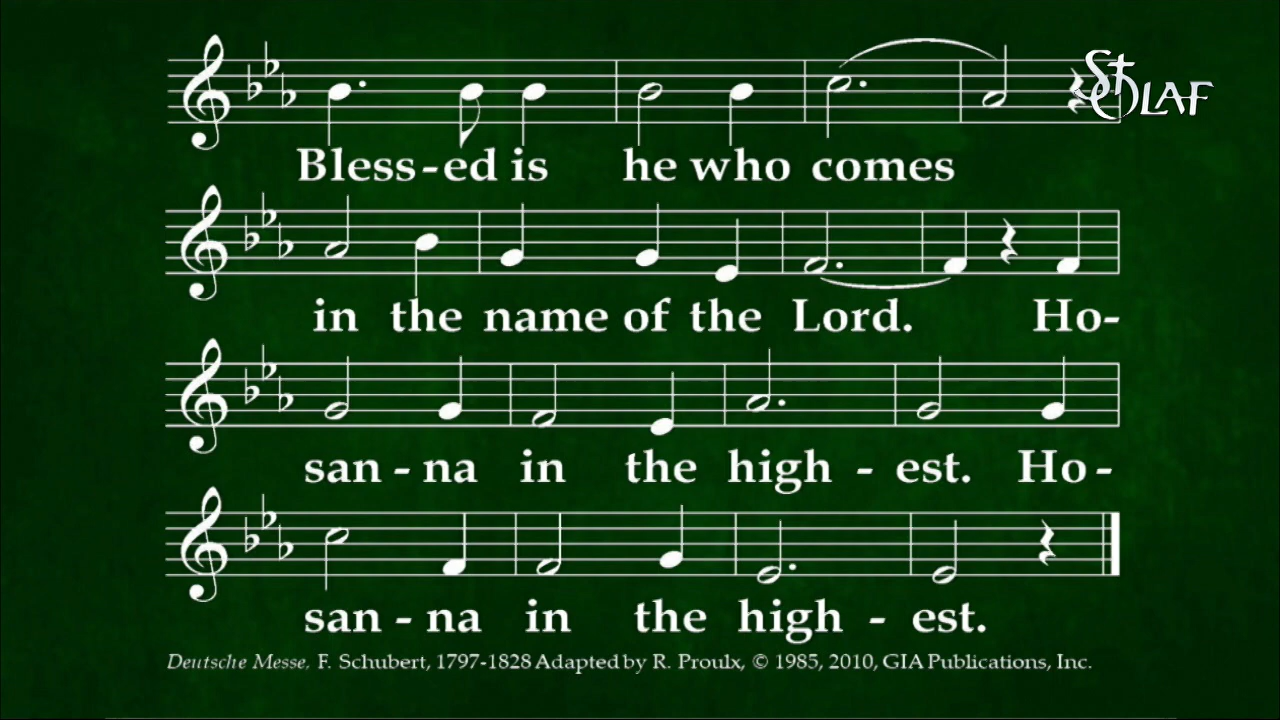 ST OLAF
Bless-ed is he who comes
in the name of the Lord. Ho-
san - na in the high - est. Ho -
san - na in the high - est.
Deutsche Messe, F. Schubert, 1797-1828 Adapted by R. Proulx, © 1985, 2010, GIA Publications, Inc.